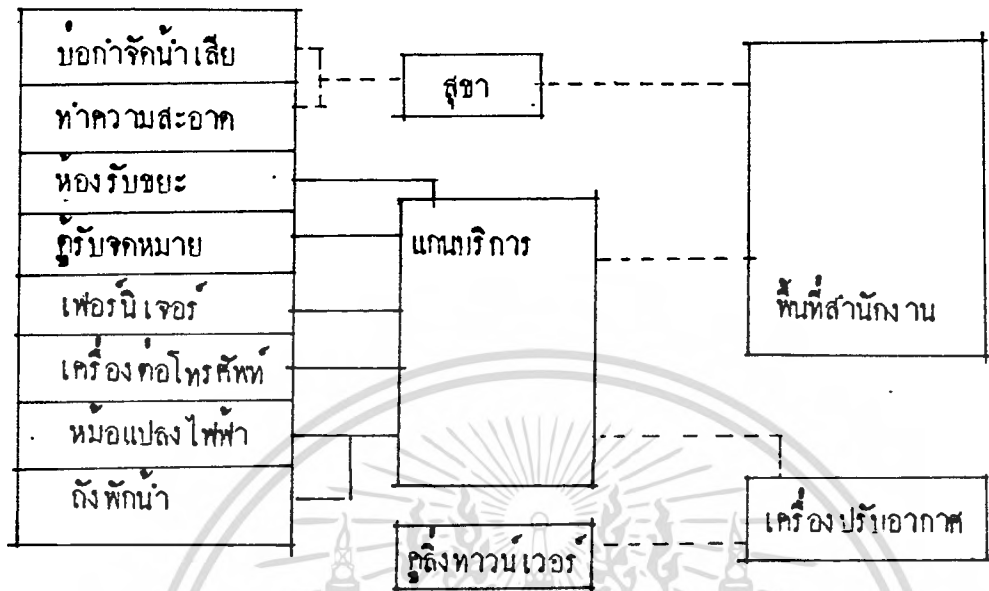 บ่อกำจัดน้ำเสีย
ทำความสะอาด
ห้องรับขยะ
ตู้รับจดหมาย
เฟอร์นิเจอร์
เครื่องต่อโทรศัพท์
หม้อแปลงไฟฟ้า
ถังพักน้ำ
สุขา
แกนบริการ
คูลิ่งทาวน์เวอร์
พื้นที่สำนักงาน
เครื่องปรับอากาศ